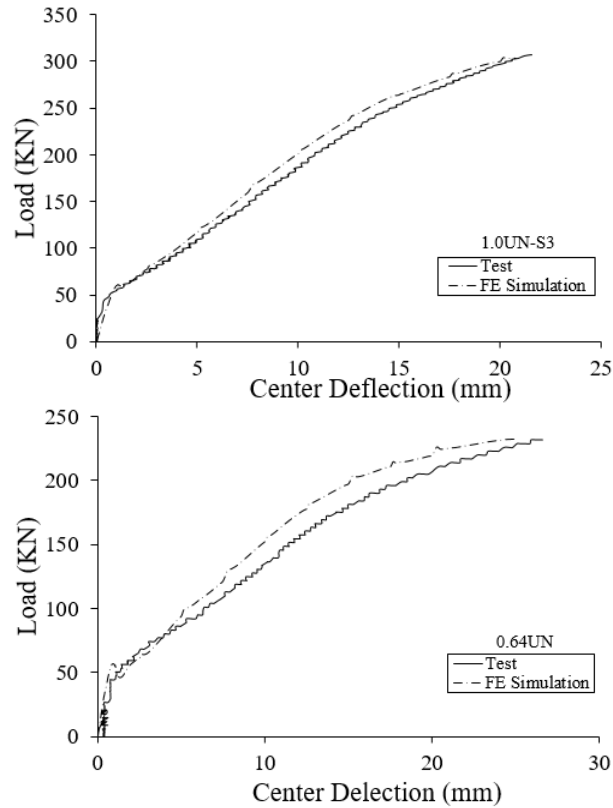 350
300
250
200
150
100
50
0
Load (KN)
1.0UN-S3
Test
FE Simulation
0 5 10 15 20 25
Center Deflection (mm)
250
200
150
100
50
0
Load (KN)
0.64UN
Test
FE Simulation
0 10 20 30
Center Delection (mm)